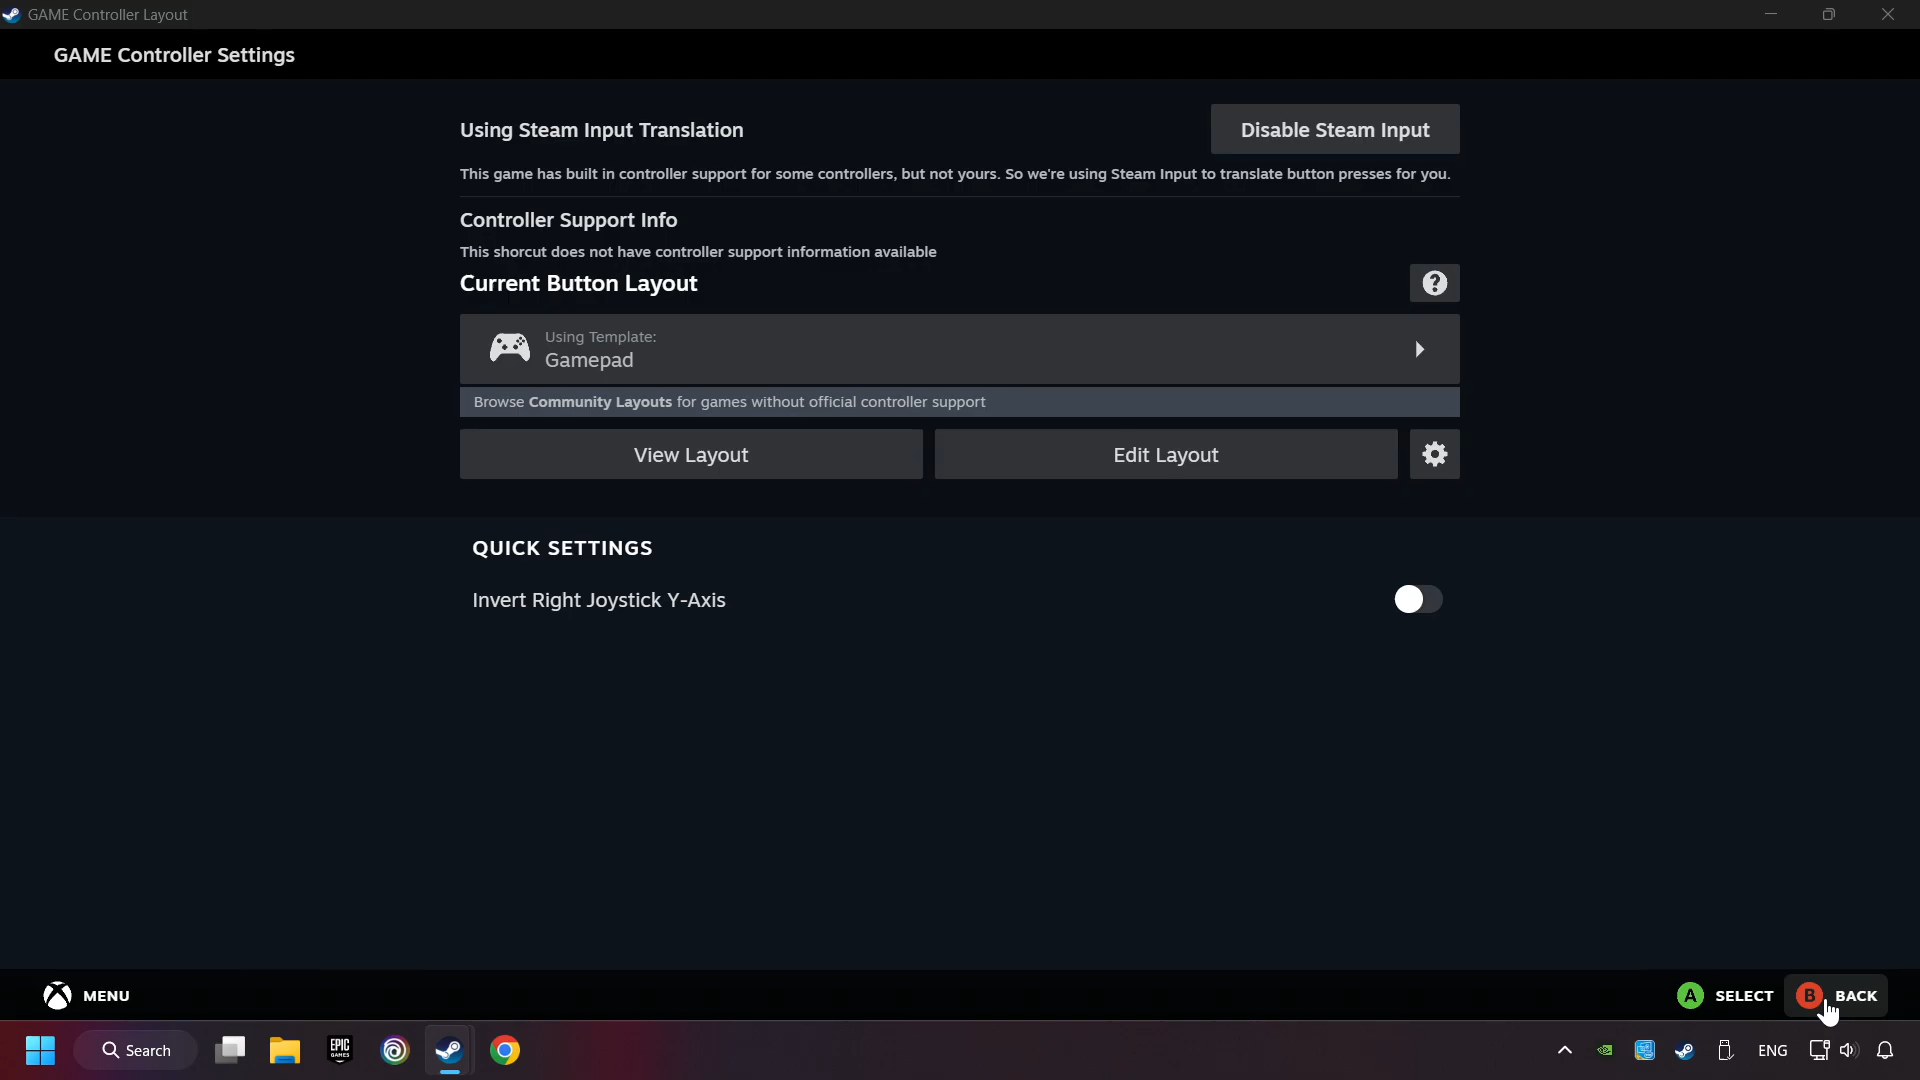 GAME Controller Layout
GAME Controller Settings
Using Steam Input Translation
Disable Steam Input
This game has built in controller support for some controllers, but not yours. So we're using Steam Input to translate button presses for you.
Controller Support Info
This shorcut does not have controller support information available
Current Button Layout
?
Using Template:
Gamepad
Browse Community Layouts for games without official controller support
View Layout
Edit Layout
QUICK SETTINGS
Invert Right Joystick Y-Axis
MENU
A SELECT
B BACK
Search
EPIC
GAMES
ENG